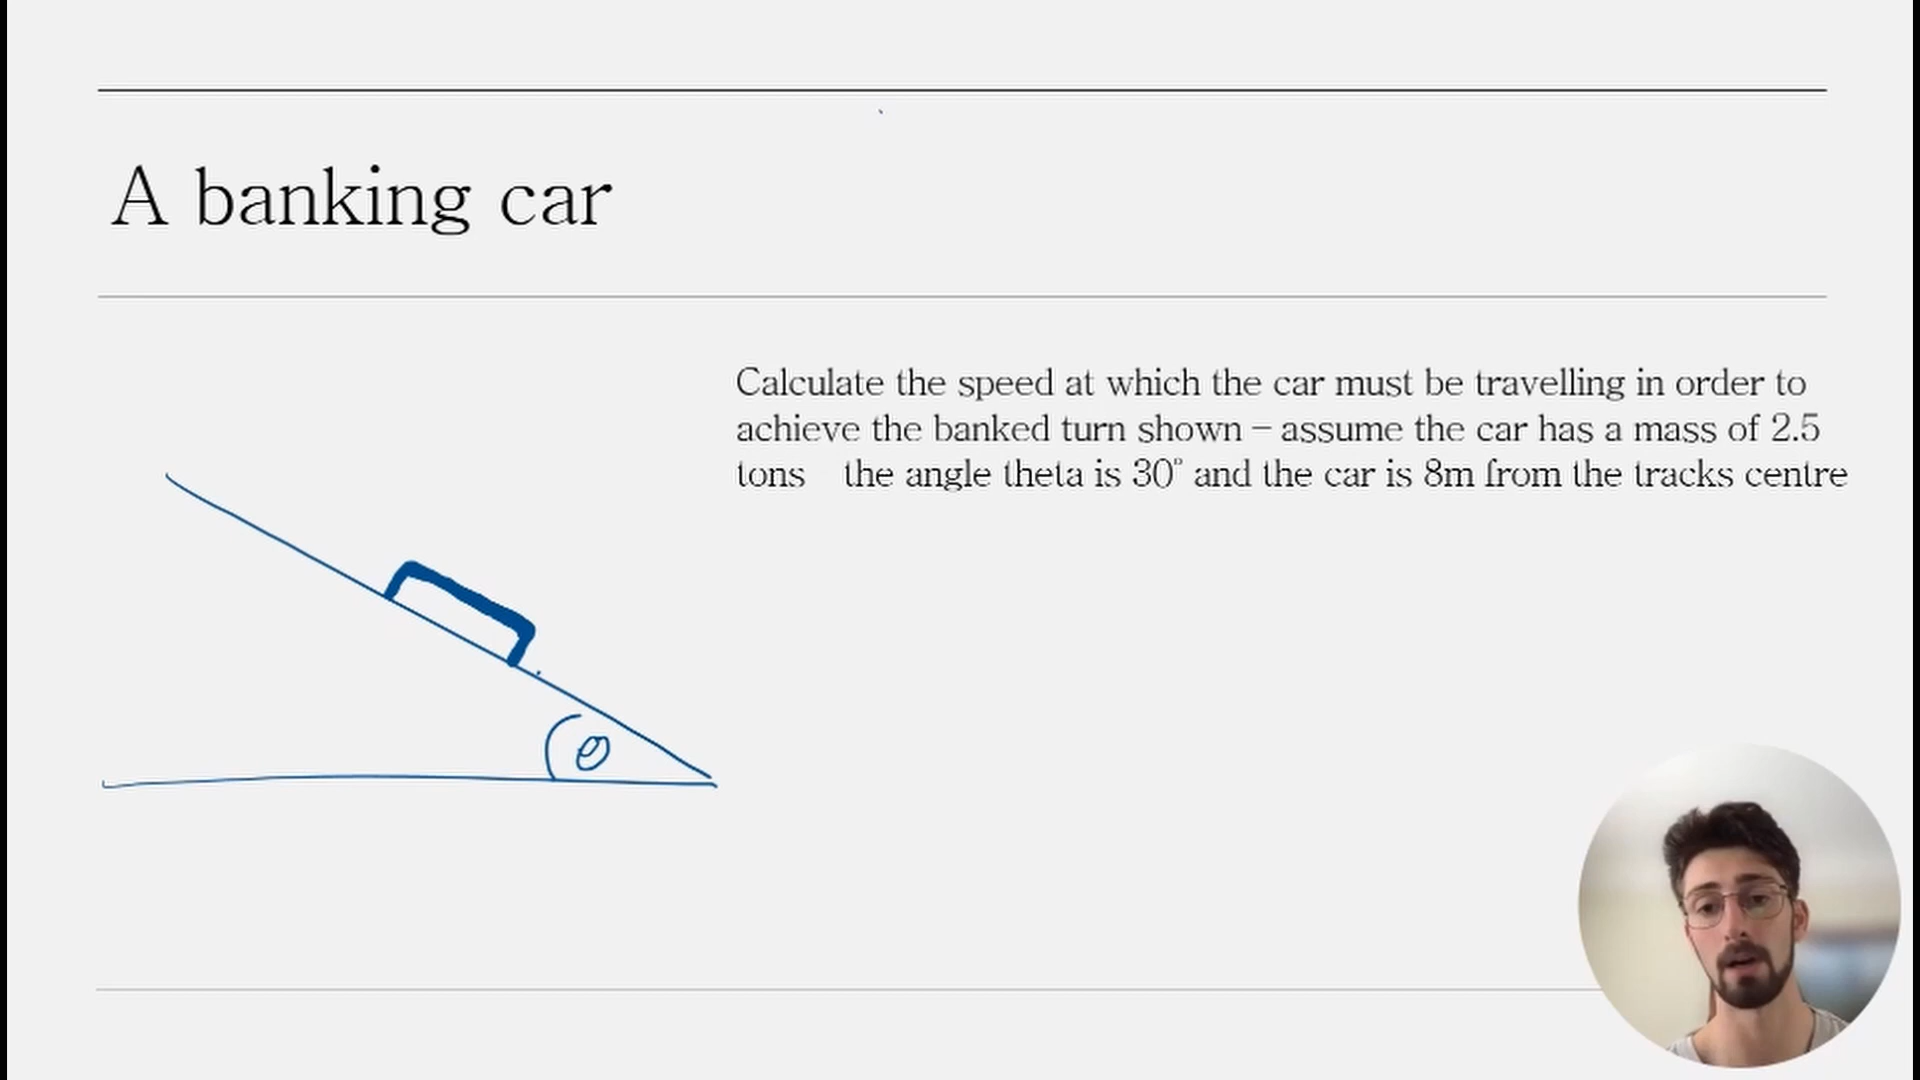 A banking car
Calculate the speed at which the car must be travelling in order to
achieve the banked turn shown – assume the car has a mass of 2.5
tons the angle theta is 30° and the car is 8m from the tracks centre
θ